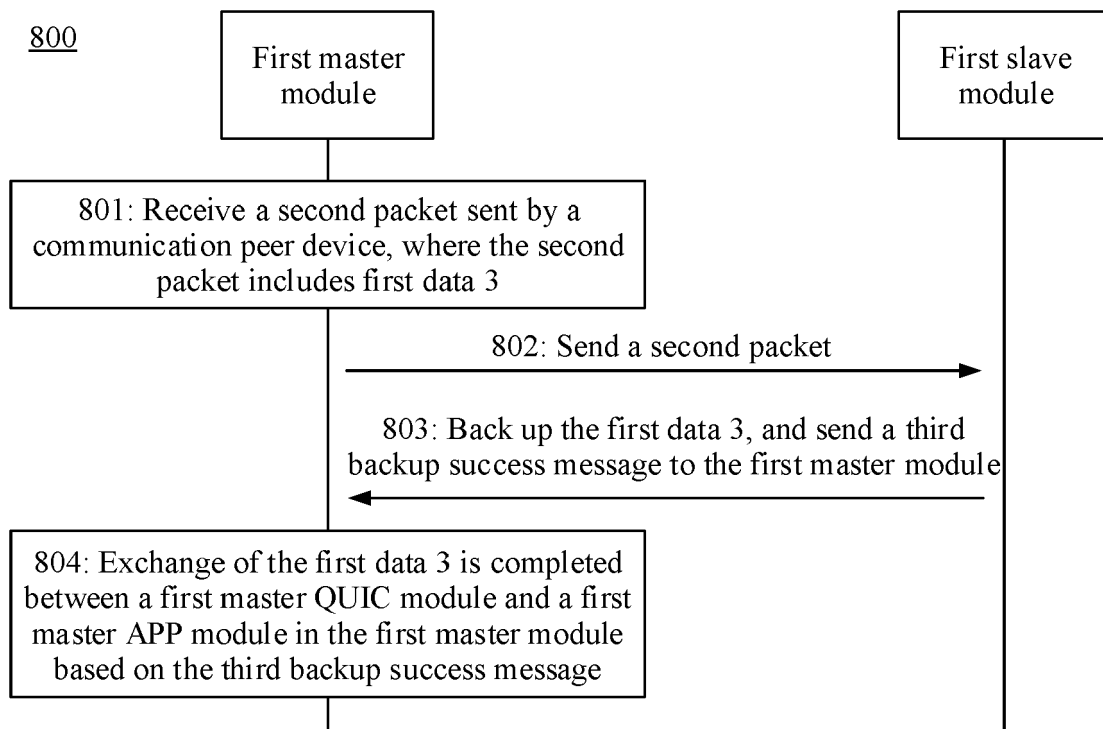 800
First master
module
First slave
module
801: Receive a second packet sent by a
communication peer device, where the second
packet includes first data 3
802: Send a second packet
803: Back up the first data 3, and send a third
backup success message to the first master module
804: Exchange of the first data 3 is completed
between a first master QUIC module and a first
master APP module in the first master module
based on the third backup success message